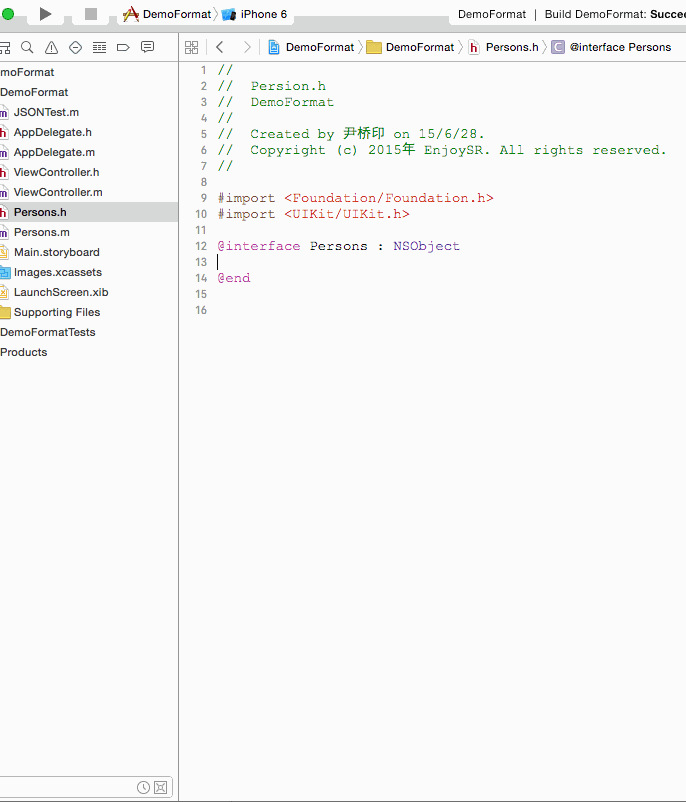 DemoFormat
iPhone 6
DemoFormat | Build DemoFormat: Succee
DemoFormat
DemoFormat
Persons.h
@interface Persons
moFormat
DemoFormat
JSONTest.m
AppDelegate.h
AppDelegate.m
ViewController.h
ViewController.m
Persons.h
Persons.m
Main.storyboard
Images.xcassets
LaunchScreen.xib
Supporting Files
DemoFormatTests
Products
1 //
2 //  Persion.h
3 //  DemoFormat
4 //
5 //  Created by 尹桥印 on 15/6/28.
6 //  Copyright (c) 2015年 EnjoySR. All rights reserved.
7 //
8
9 #import <Foundation/Foundation.h>
10 #import <UIKit/UIKit.h>
11
12 @interface Persons : NSObject
13
14 @end
15
16